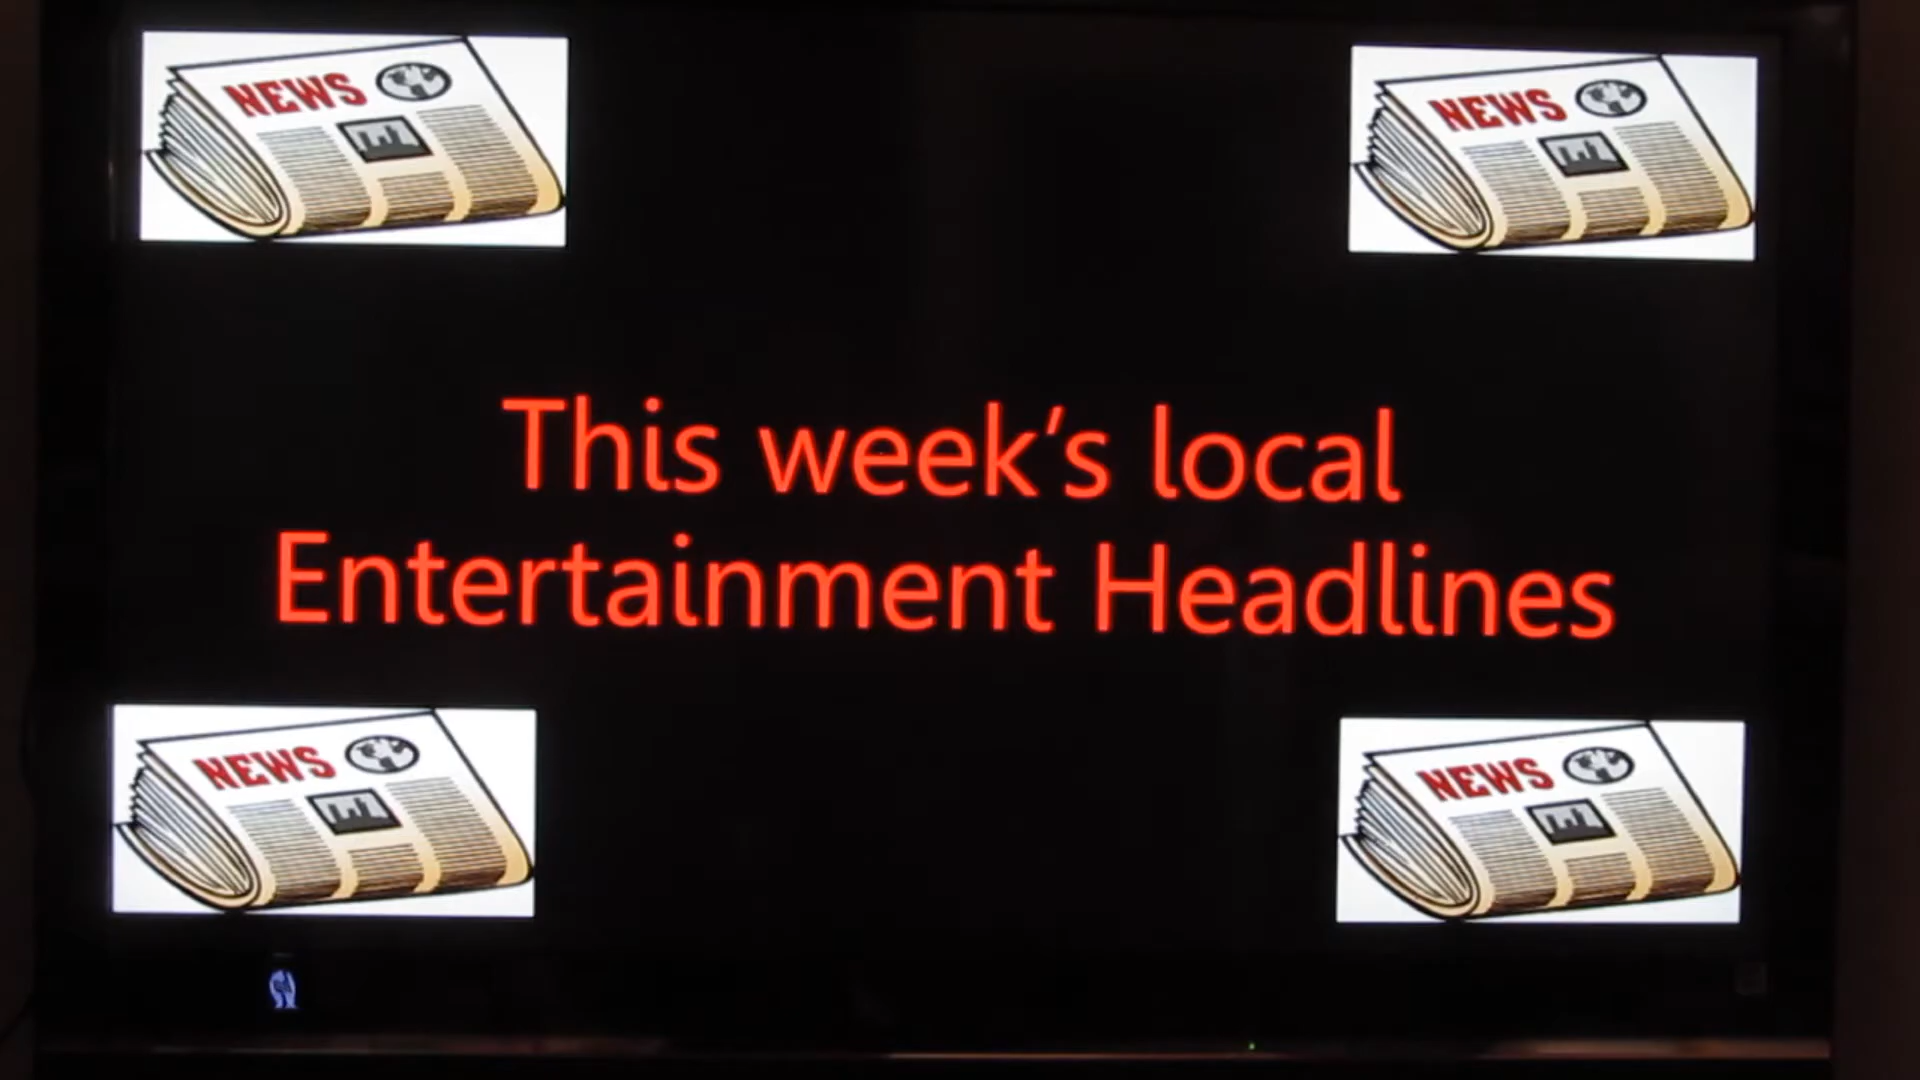 NEWS
NEWS
This week's local
Entertainment Headlines
NEWS
NEWS